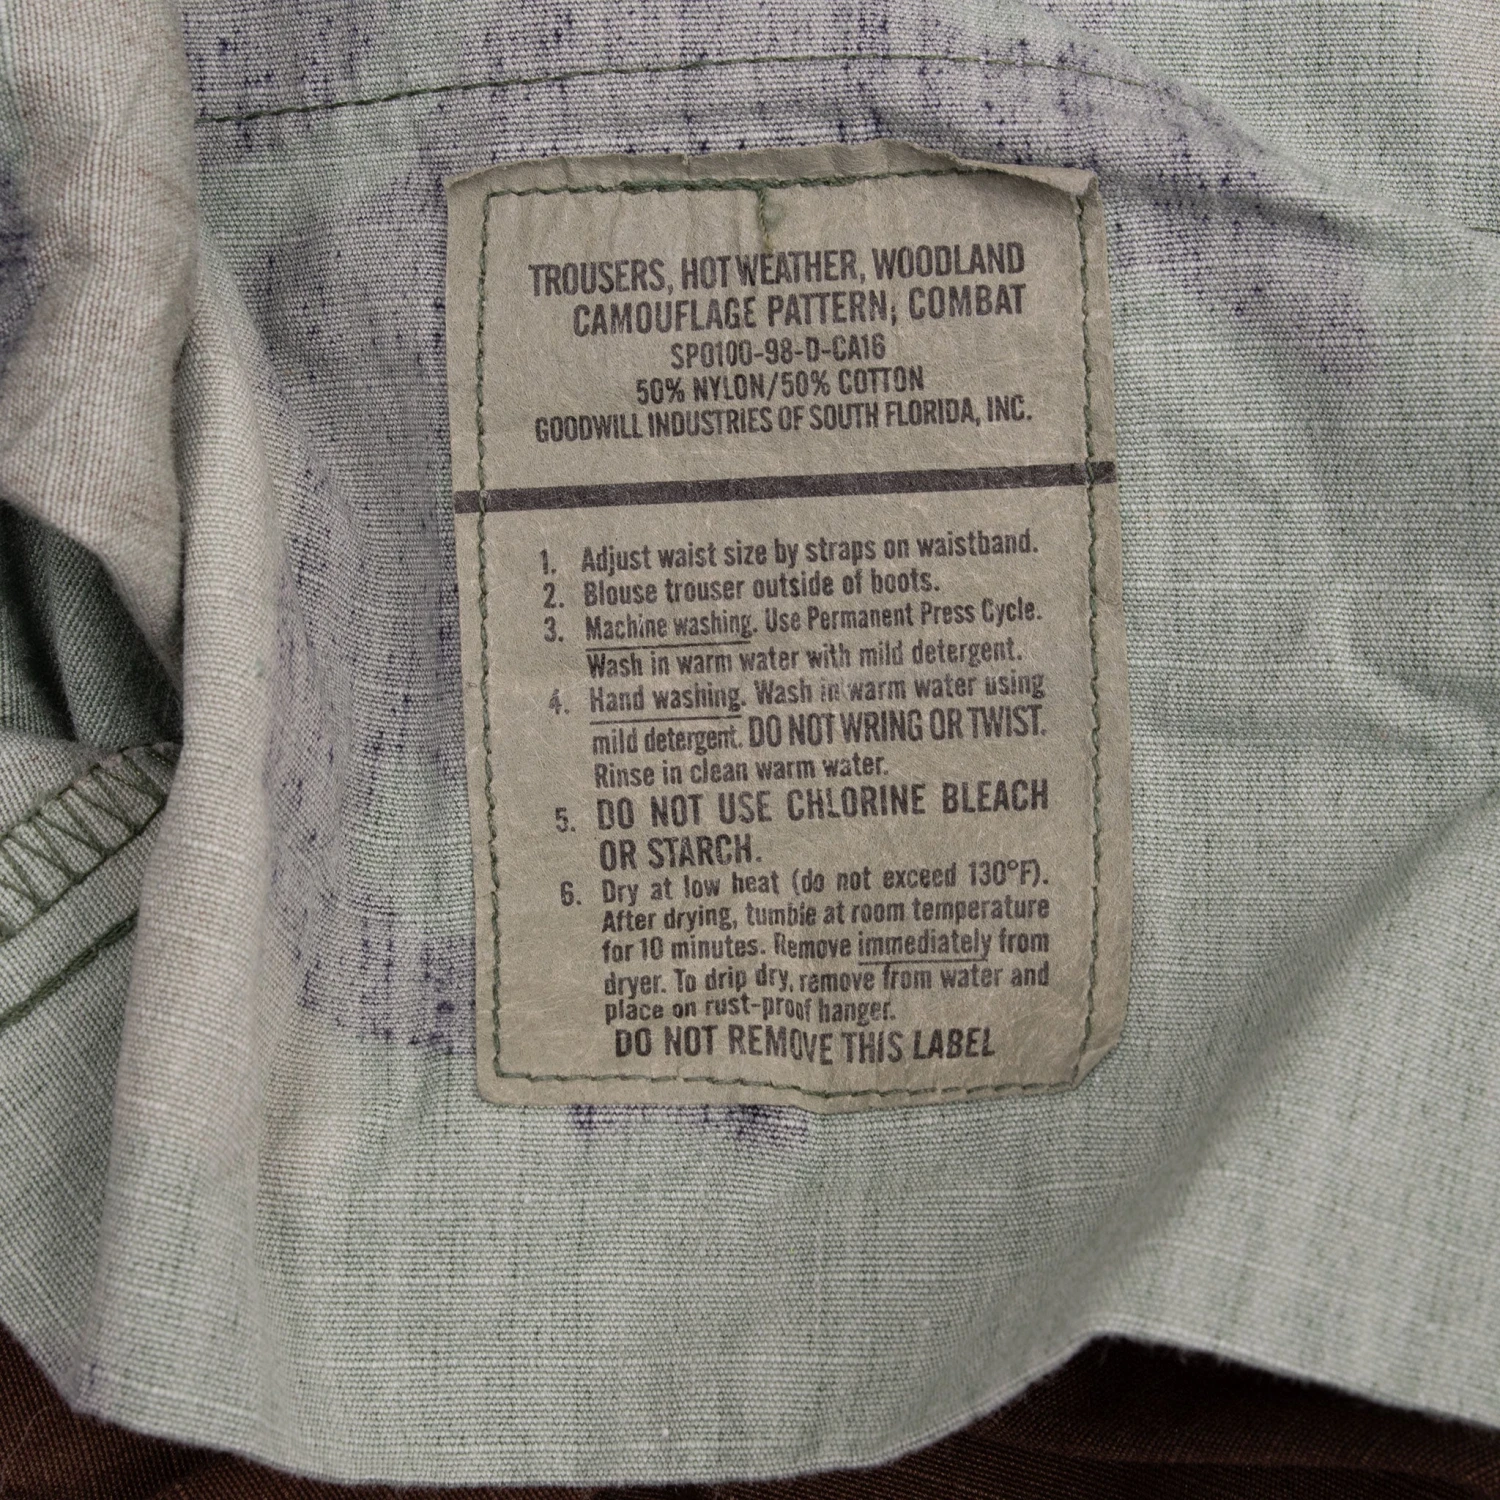 TROUSERS, HOT WEATHER, WOODLAND
CAMOUFLAGE PATTERN; COMBAT
SP0100-98-D-CA16
50% NYLON/50% COTTON
GOODWILL INDUSTRIES OF SOUTH FLORIDA, INC.
1. Adjust waist size by straps on waistband.
2. Blouse trouser outside of boots.
3. Machine washing. Use Permanent Press Cycle.
Wash in warm water with mild detergent.
4. Hand washing. Wash in warm water using
mild detergent. DO NOT WRING OR TWIST.
Rinse in clean warm water.
5. DO NOT USE CHLORINE BLEACH
OR STARCH.
6. Dry at low heat (do not exceed 130°F).
After drying, tumble at room temperature
for 10 minutes. Remove immediately from
dryer. To drip dry, remove from water and
place on rust-proof hanger.
DO NOT REMOVE THIS LABEL